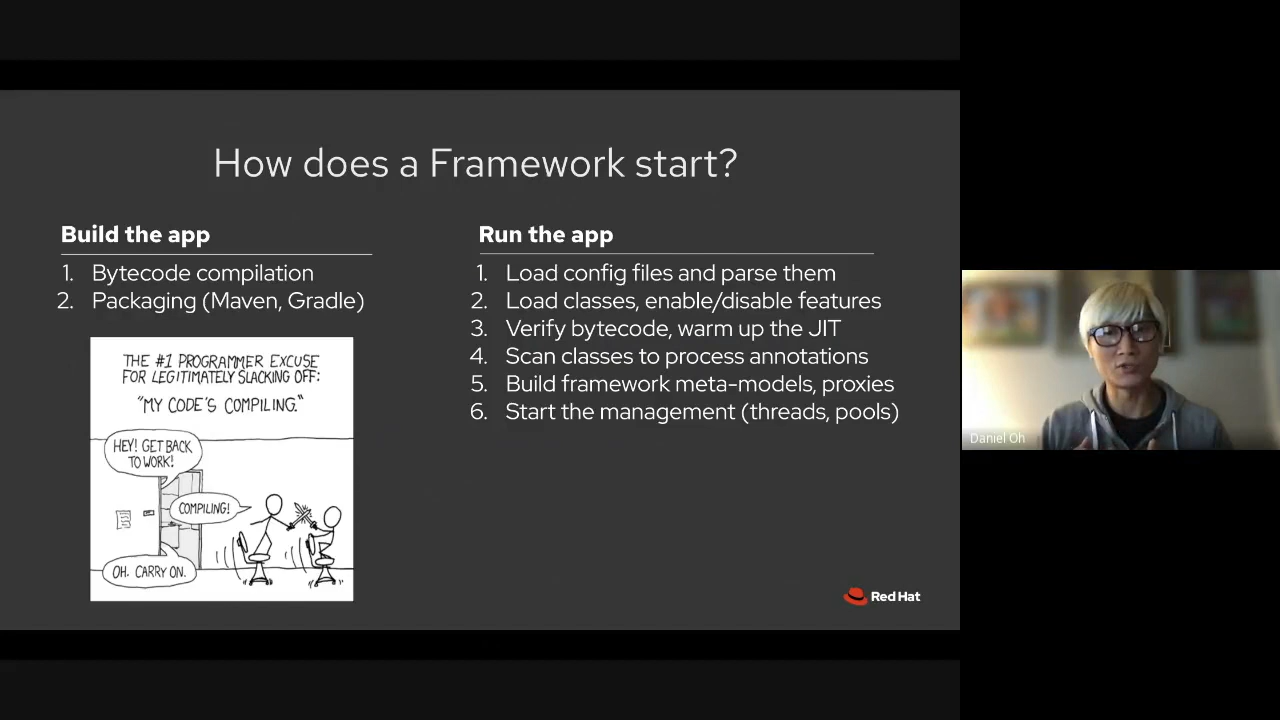 How does a Framework start?
Build the app
1. Bytecode compilation
2. Packaging (Maven, Gradle)
THE #1 PROGRAMMER EXCUSE
FOR LEGITIMATELY SLACKING OFF:
"MY CODE'S COMPILING."
HEY! GET BACK
TO WORK!
COMPILING!
OH. CARRY ON.
Run the app
1. Load config files and parse them
2. Load classes, enable/disable features
3. Verify bytecode, warm up the JIT
4. Scan classes to process annotations
5. Build framework meta-models, proxies
6. Start the management (threads, pools)
Red Hat
Daniel Oh